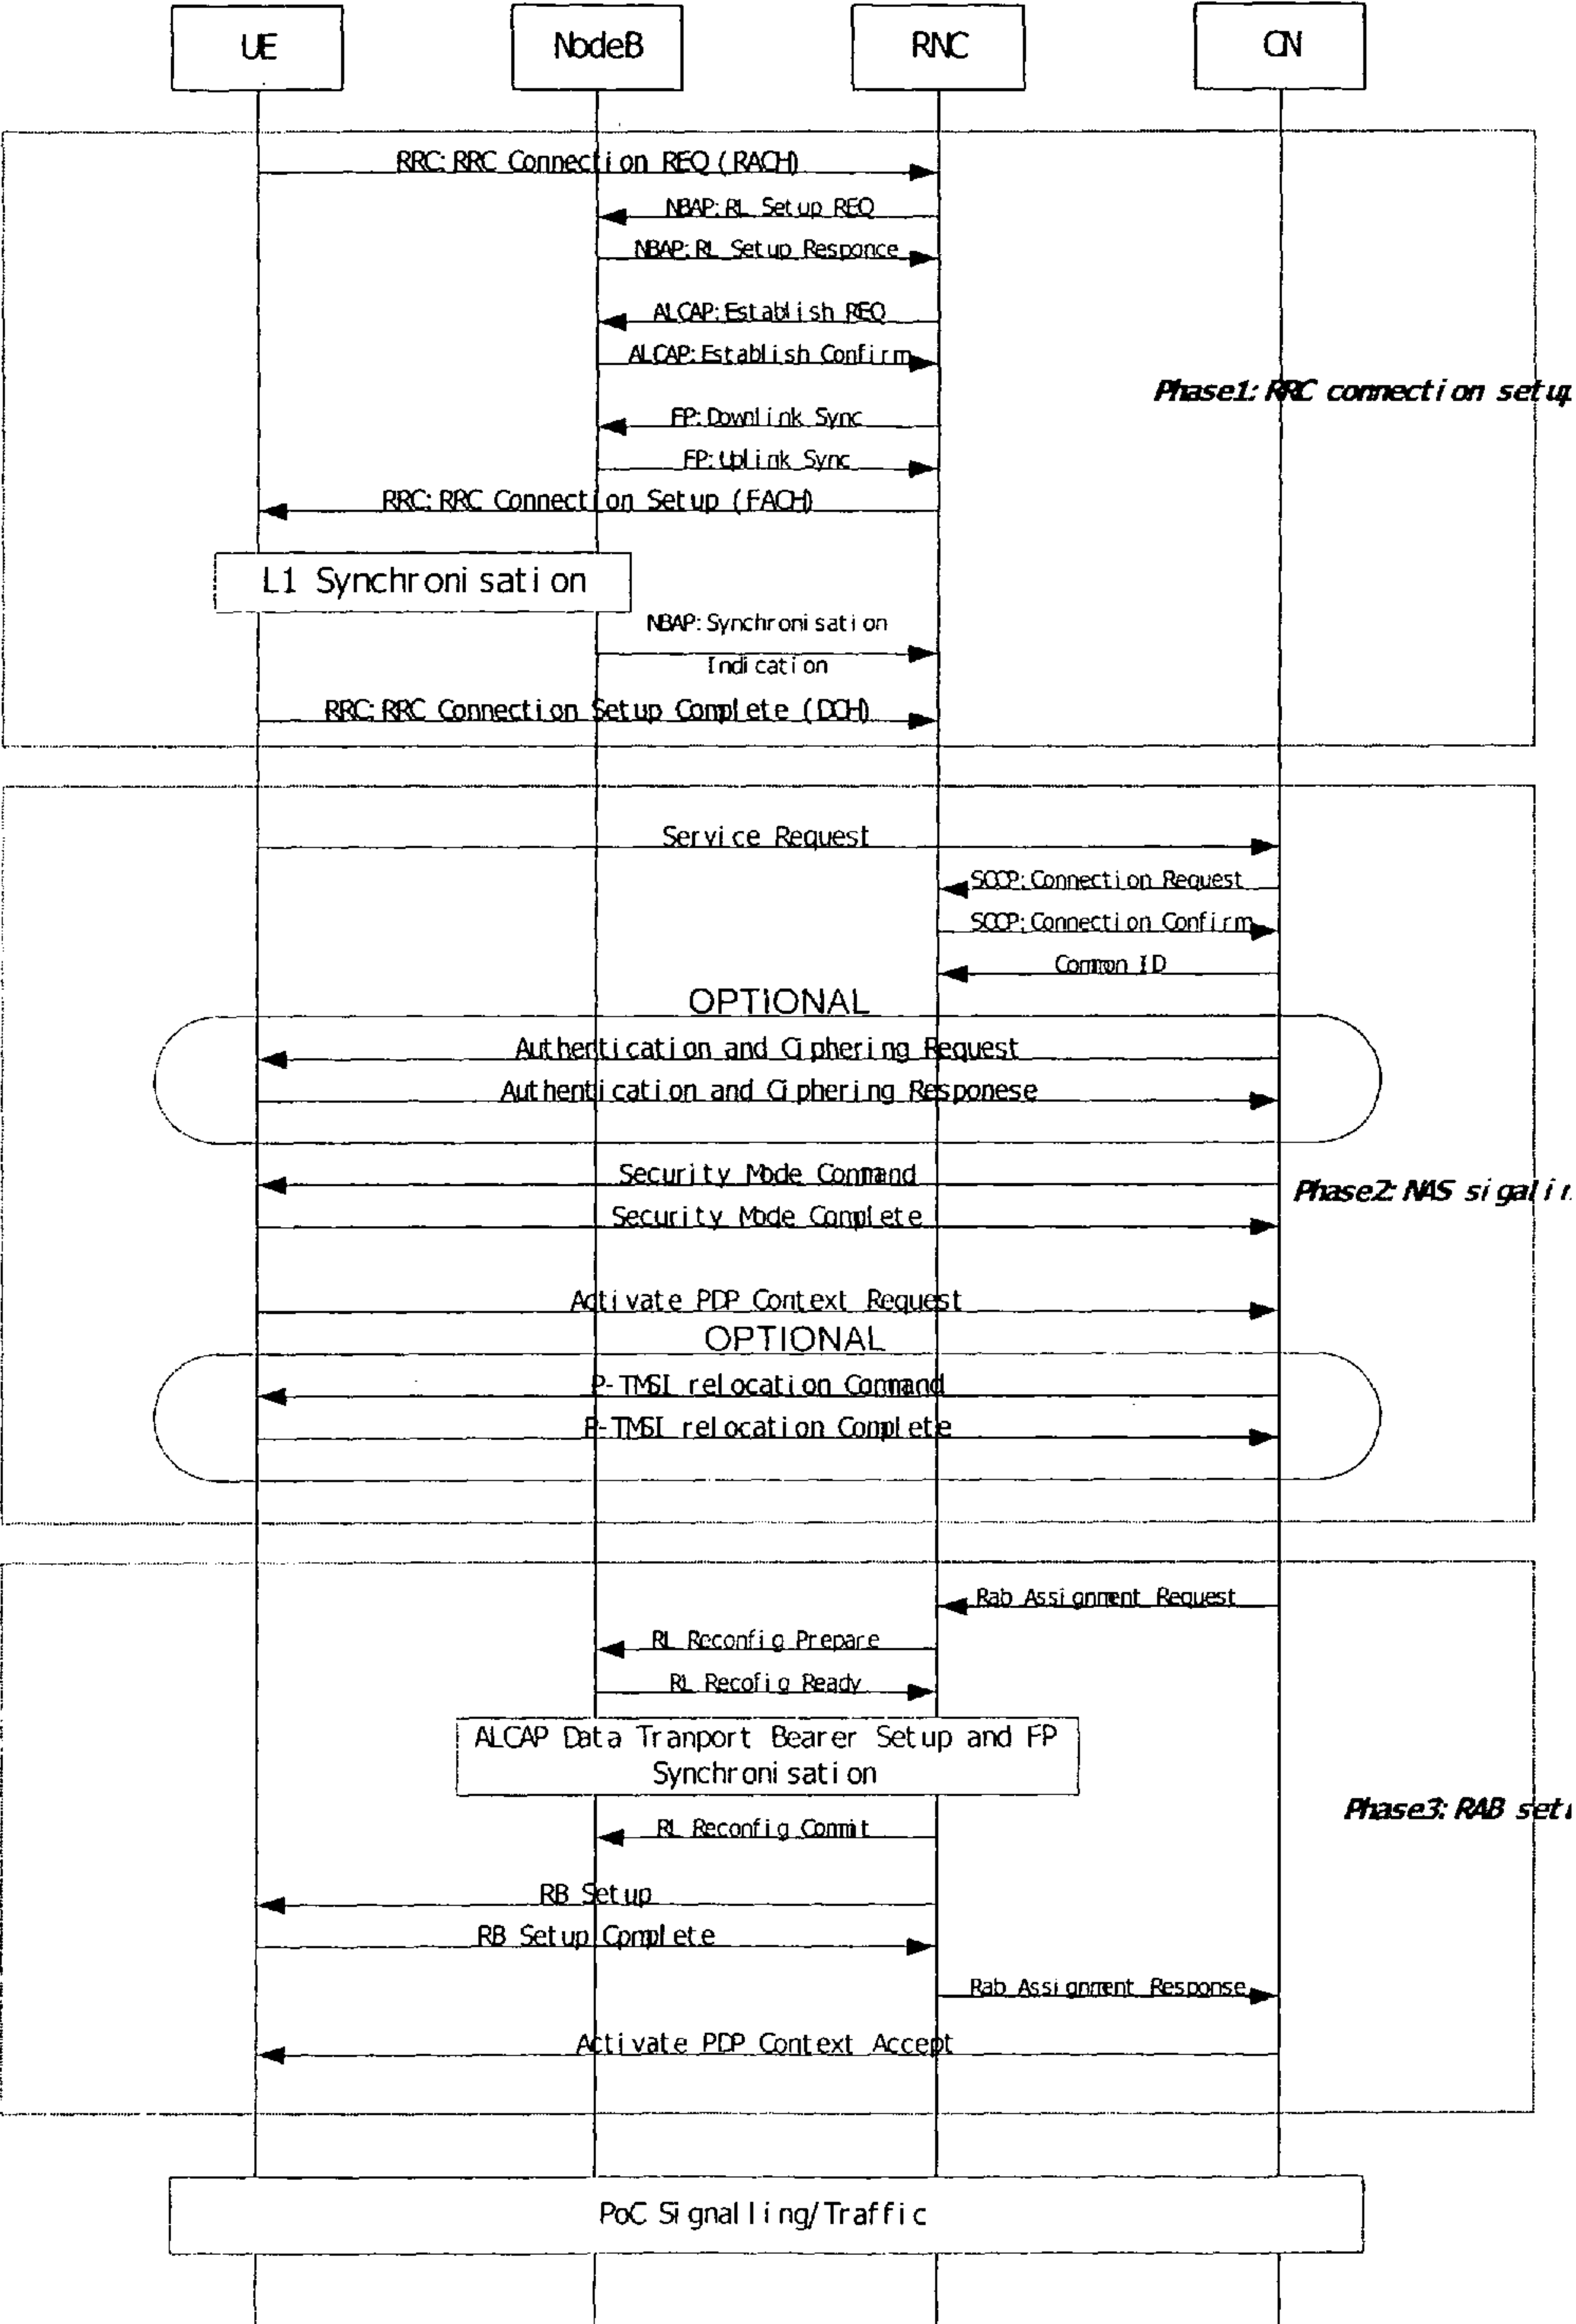 UE
NodeB
RNC
CN
RRC:RRC Connection REQ (RACH)
NBAP:RL Setup REQ
NBAP:RL Setup Responce
ALCAP:Establish REQ
ALCAP:Establish Confirm
Phase1:RRC connection setup
FP:Downlink Sync
FP:Uplink Sync
RRC:RRC Connection Setup (FACH)
L1 Synchronisation
NBAP:Synchronisation
Indication
RRC:RRC Connection Setup Complete (DCH)
Service Request
SCCP:Connection Request
SCCP:Connection Confirm
Common ID
OPTIONAL
Authentication and Ciphering Request
Authentication and Ciphering Responese
Security Mode Command
Phase2:NAS
Security Mode Complete
Activate PDP Context Request
OPTIONAL
P-TMSI relocation Command
P-TMSI relocation Complete
Rab Assignment Request
RL Reconfig Prepare
RL Recofig Ready
ALCAP Data Tranport Bearer Setup and FP
Synchronisation
Phase3:RAB
RL Reconfig Commit
RB Setup
RB Setup Complete
Rab Assignment Response
Activate PDP Context Accept
PoC Signalling/Traffic